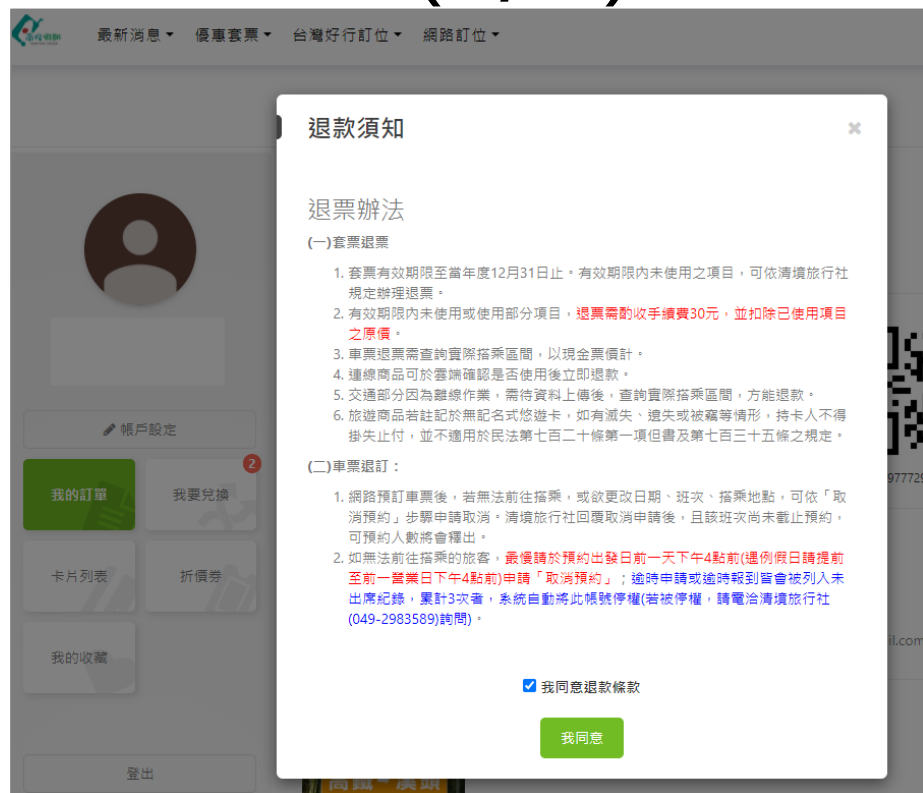 最新消息 優惠套票 台灣好行訂位 網路訂位
退款須知
×
退票辦法
(一)套票退票
1. 套票有效期限至當年度12月31日止。有效期限內未使用之項目，可依清境旅行社
規定辦理退票。
2. 有效期限內未使用或使用部分項目，退票需酌收手續費30元，並扣除已使用項目
之原價。
3. 車票退票需查詢實際搭乘區間，以現金票價計。
4. 連線商品可於雲端確認是否使用後立即退款。
5. 交通部分因為離線作業，需待資料上傳後，查詢實際搭乘區間，方能退款。
6. 旅遊商品若註記於無記名式悠遊卡，如有滅失、遺失或被竊等情形，持卡人不得
掛失止付，並不適用於民法第七百二十條第一項但書及第七百三十五條之規定。
(二)車票退訂：
1. 網路預訂車票後，若無法前往搭乘，或欲更改日期、班次、搭乘地點，可依「取
消預約」步驟申請取消。清境旅行社回覆取消申請後，且該班次尚未截止預約，
可預約人數將會釋出。
2. 如無法前往搭乘的旅客，最慢請於預約出發日前一天下午4點前(遇例假日請提前
至前一營業日下午4點前)申請「取消預約」；逾時申請或逾時報到皆會被列入未
出席紀錄，累計3次者，系統自動將此帳號停權(若被停權，請電洽清境旅行社
(049-2983589)詢問)。
我同意退款條款
我同意
帳戶設定
我的訂單 我要兌換 2
卡片列表 折價券
我的收藏
登出
977729
il.com
高鐵 溪頭